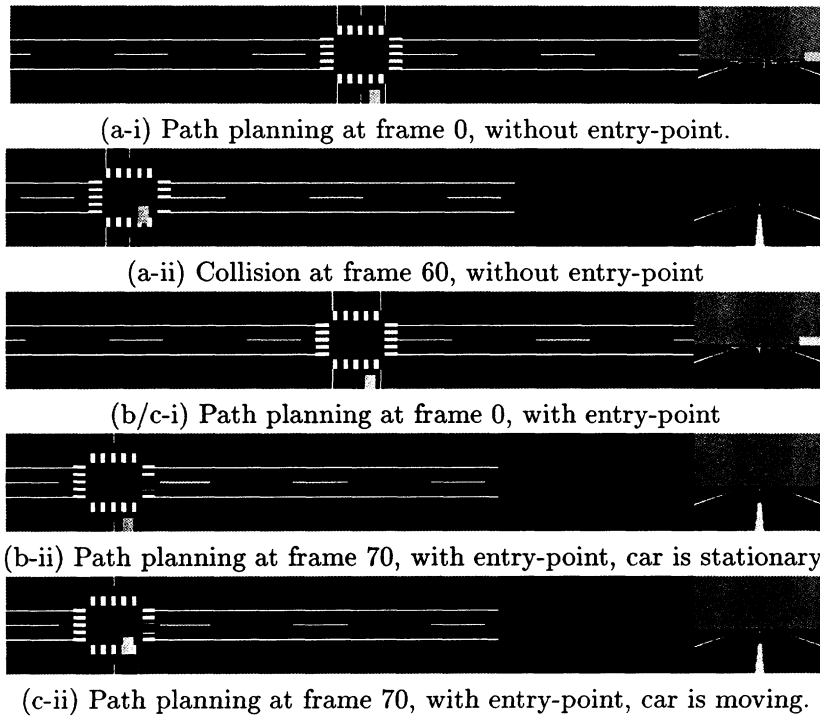 (a-i) Path planning at frame 0, without entry-point.
(a-ii) Collision at frame 60, without entry-point
(b/c-i) Path planning at frame 0, with entry-point
(b-ii) Path planning at frame 70, with entry-point, car is stationary
(c-ii) Path planning at frame 70, with entry-point, car is moving.